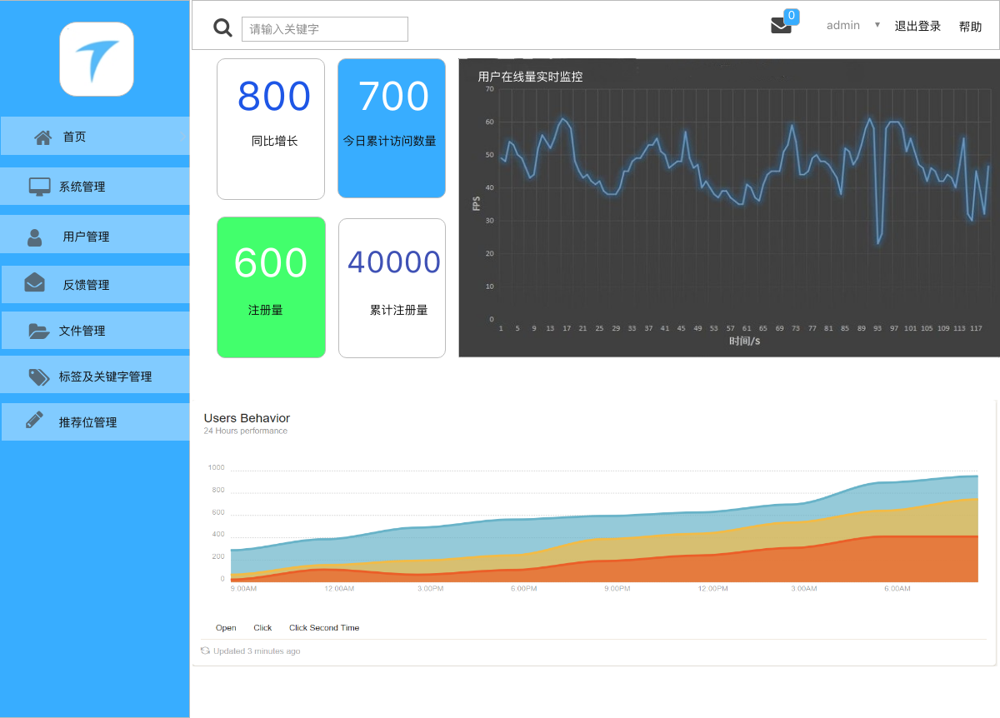 请输入关键字
0
admin ▼
退出登录
帮助
首页
系统管理
用户管理
反馈管理
文件管理
标签及关键字管理
推荐位管理
800
同比增长
700
今日累计访问数量
600
注册量
40000
累计注册量
用户在线量实时监控
70
60
50
40
30
20
10
0
FPS
1 5 9 13 17 21 25 29 33 37 41 45 49 53 57 61 65 69 73 77 81 85 89 93 97 101 105 109 113 117
时间/s
Users Behavior
24 Hours performance
1000
800
600
400
200
0
9:00AM 12:00AM 3:00PM 6:00PM 9:00PM 12:00PM 3:00AM 6:00AM
Open Click Click Second Time
Updated 3 minutes ago